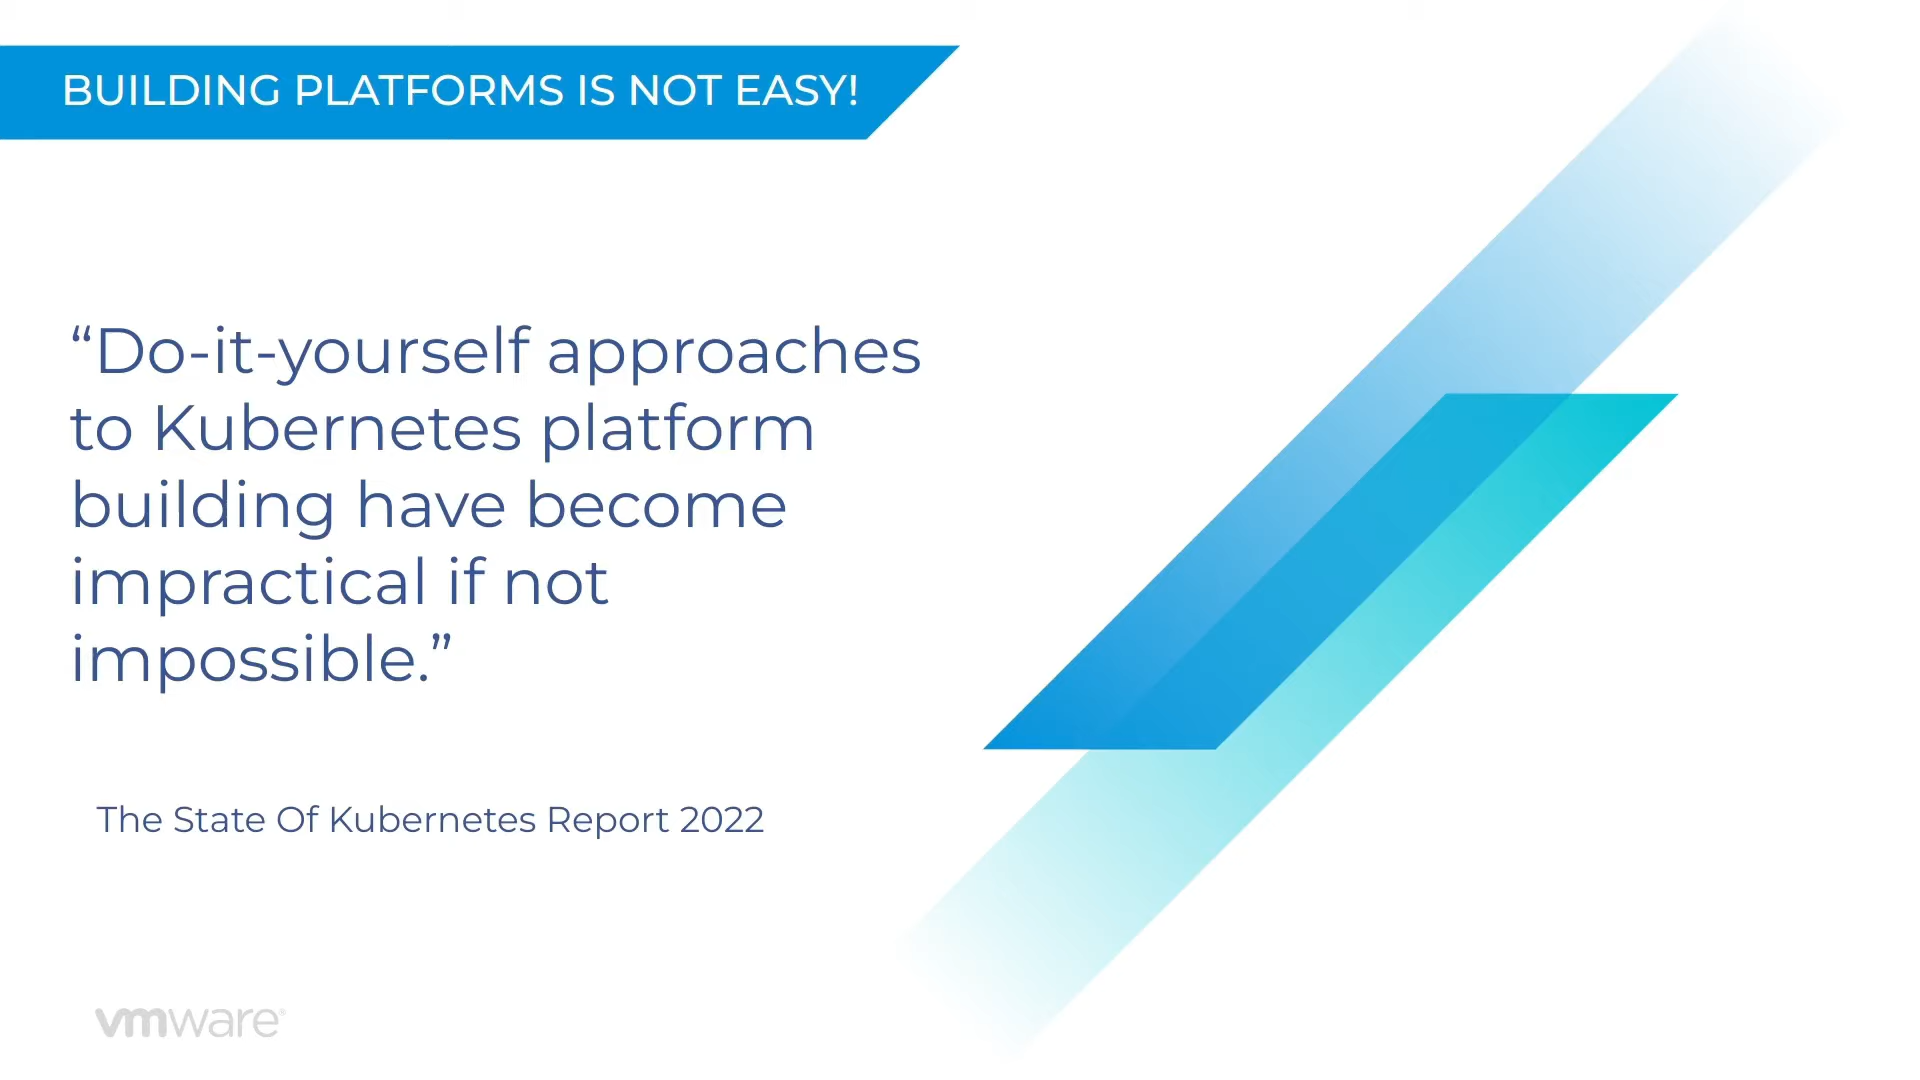 BUILDING PLATFORMS IS NOT EASY!
“Do-it-yourself approaches
to Kubernetes platform
building have become
impractical if not
impossible.”
The State Of Kubernetes Report 2022
vmware®